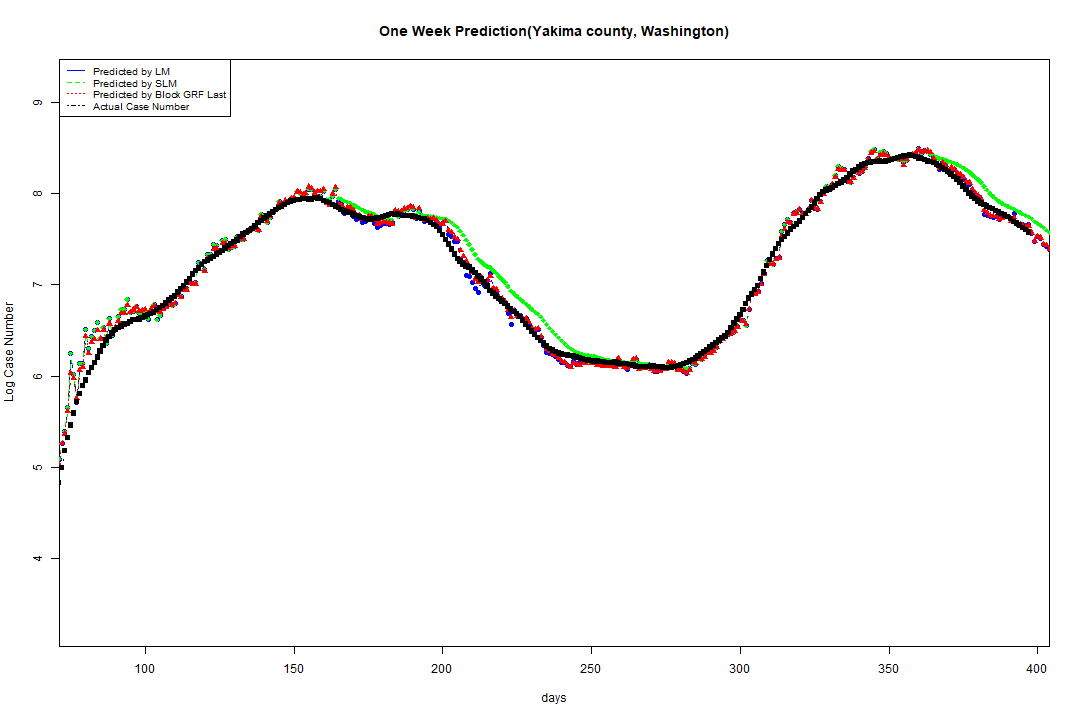 One Week Prediction(Yakima county, Washington)
Predicted by LM
Predicted by SLM
Predicted by Block GRF Last
Actual Case Number
9
8
7
6
5
4
Log Case Number
100 150 200 250 300 350 400
days